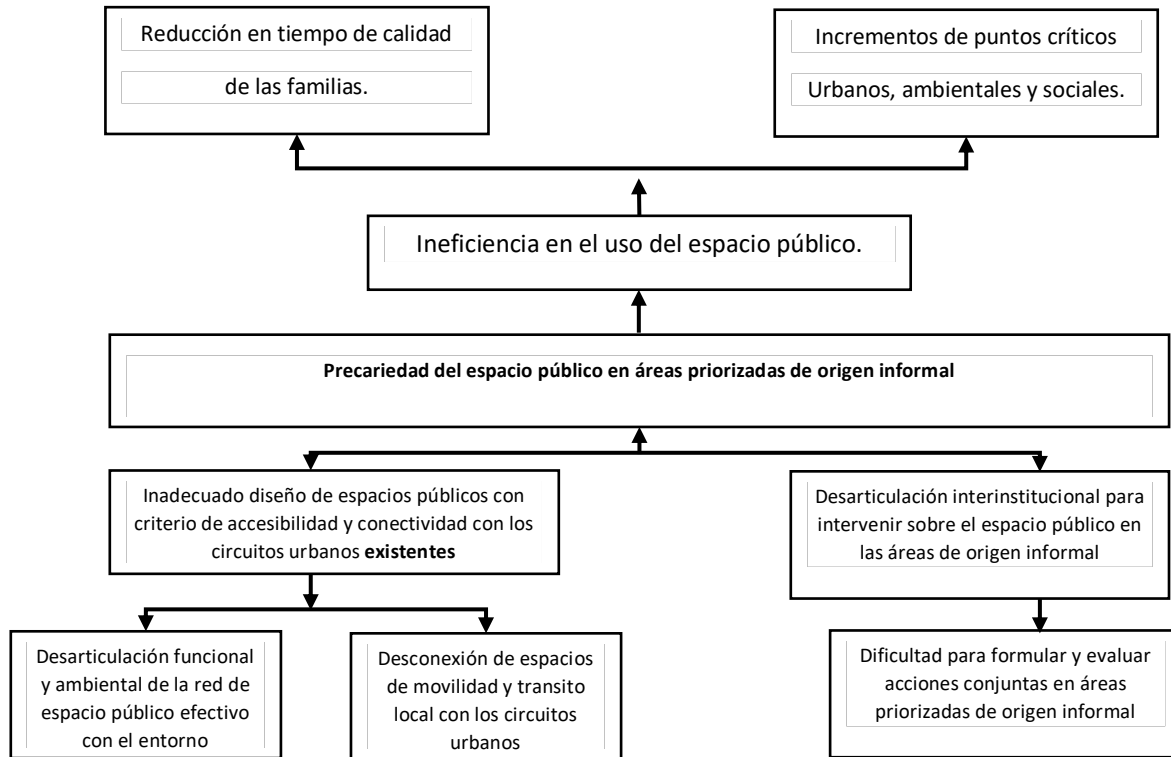 Reducción en tiempo de calidad
de las familias.
Incrementos de puntos críticos
Urbanos, ambientales y sociales.
Ineficiencia en el uso del espacio público.
Precariedad del espacio público en áreas priorizadas de origen informal
Inadecuado diseño de espacios públicos con
criterio de accesibilidad y conectividad con los
circuitos urbanos existentes
Desarticulación interinstitucional para
intervenir sobre el espacio público en
las áreas de origen informal
Desarticulación funcional
y ambiental de la red de
espacio público efectivo
con el entorno
Desconexión de espacios
de movilidad y transito
local con los circuitos
urbanos
Dificultad para formular y evaluar
acciones conjuntas en áreas
priorizadas de origen informal